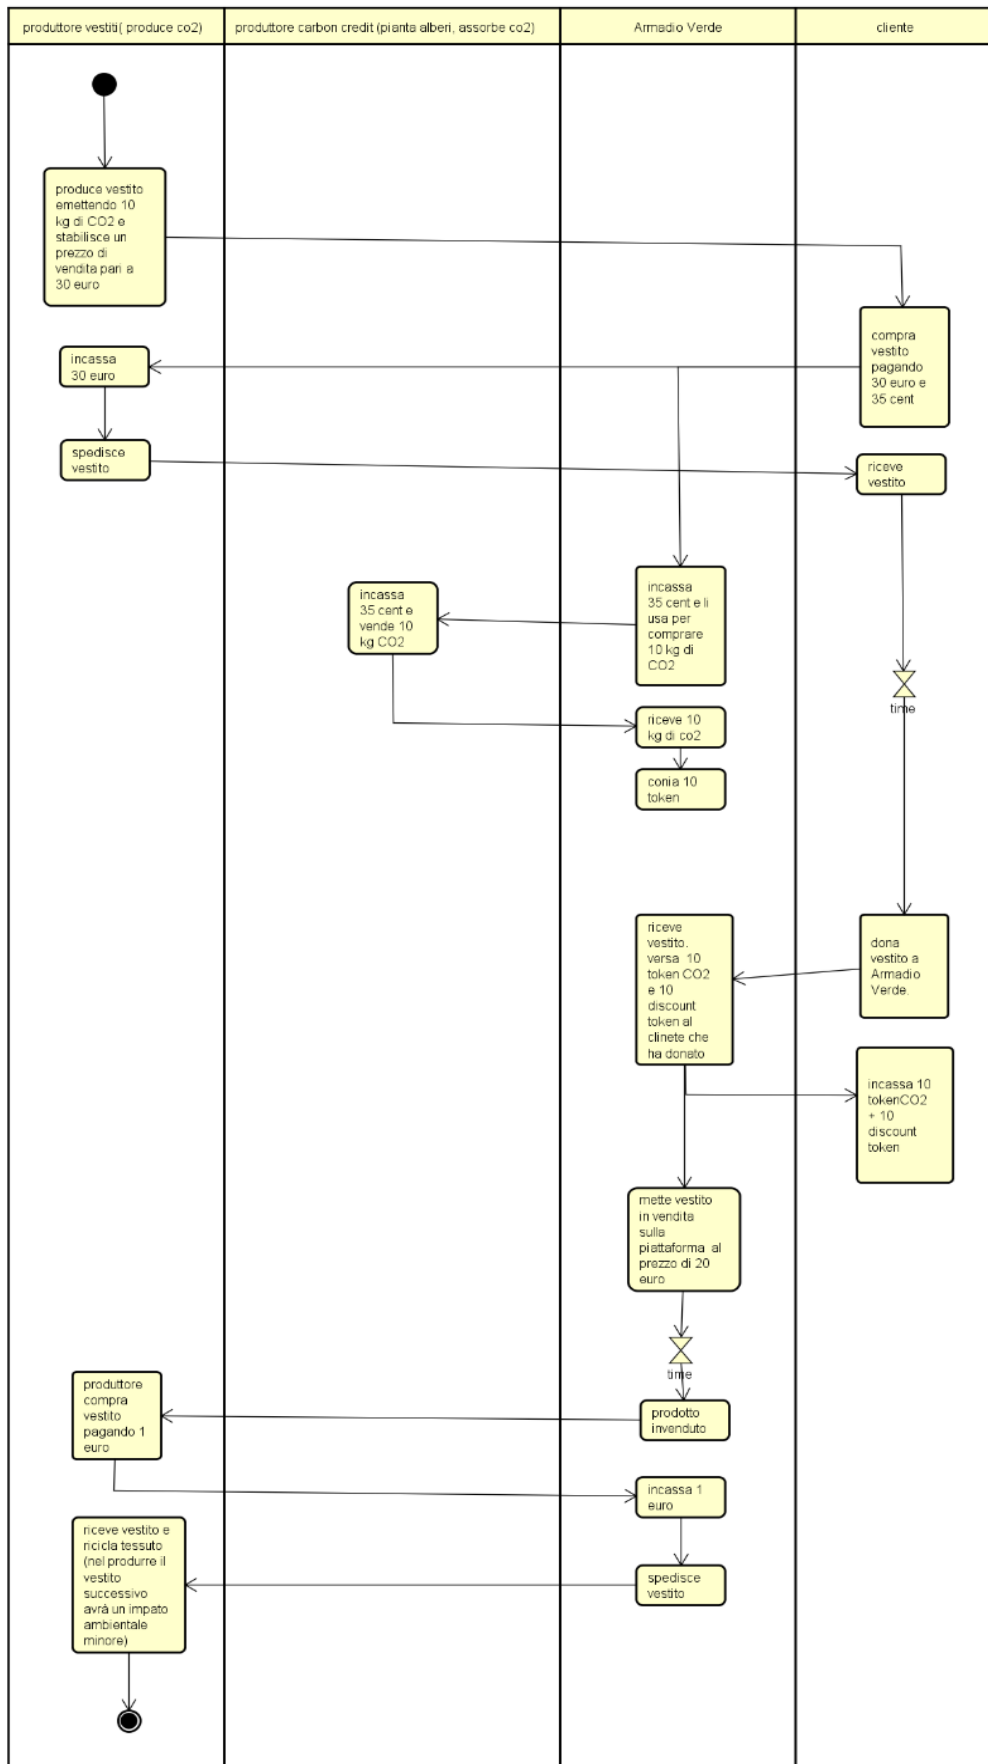 produttore vestiti( produce co2)
produttore carbon credit (pianta alberi, assorbe co2)
Armadio Verde
cliente
produce vestito
emettendo 10
kg di CO2 e
stabilisce un
prezzo di
vendita pari a
30 euro
compra
vestito
pagando
30 euro e
35 cent
incassa
30 euro
spedisce
vestito
riceve
vestito
incassa
35 cent e li
usa per
comprare
10 kg di
CO2
incassa
35 cent e
vende 10
kg CO2
time
riceve 10
kg di co2
conia 10
token
dona
vestito a
Armadio
Verde.
riceve
vestito.
versa  10
token CO2
e 10
discount
token al
clinete che
ha donato
incassa 10
tokenCO2
+ 10
discount
token
mette vestito
in vendita
sulla
piattaforma  al
prezzo di 20
euro
time
prodotto
invenduto
produttore
compra
vestito
pagando 1
euro
incassa 1
euro
spedisce
vestito
riceve vestito e
ricicla tessuto
(nel produrre il
vestito
successivo
avrà un impato
ambientale
minore)